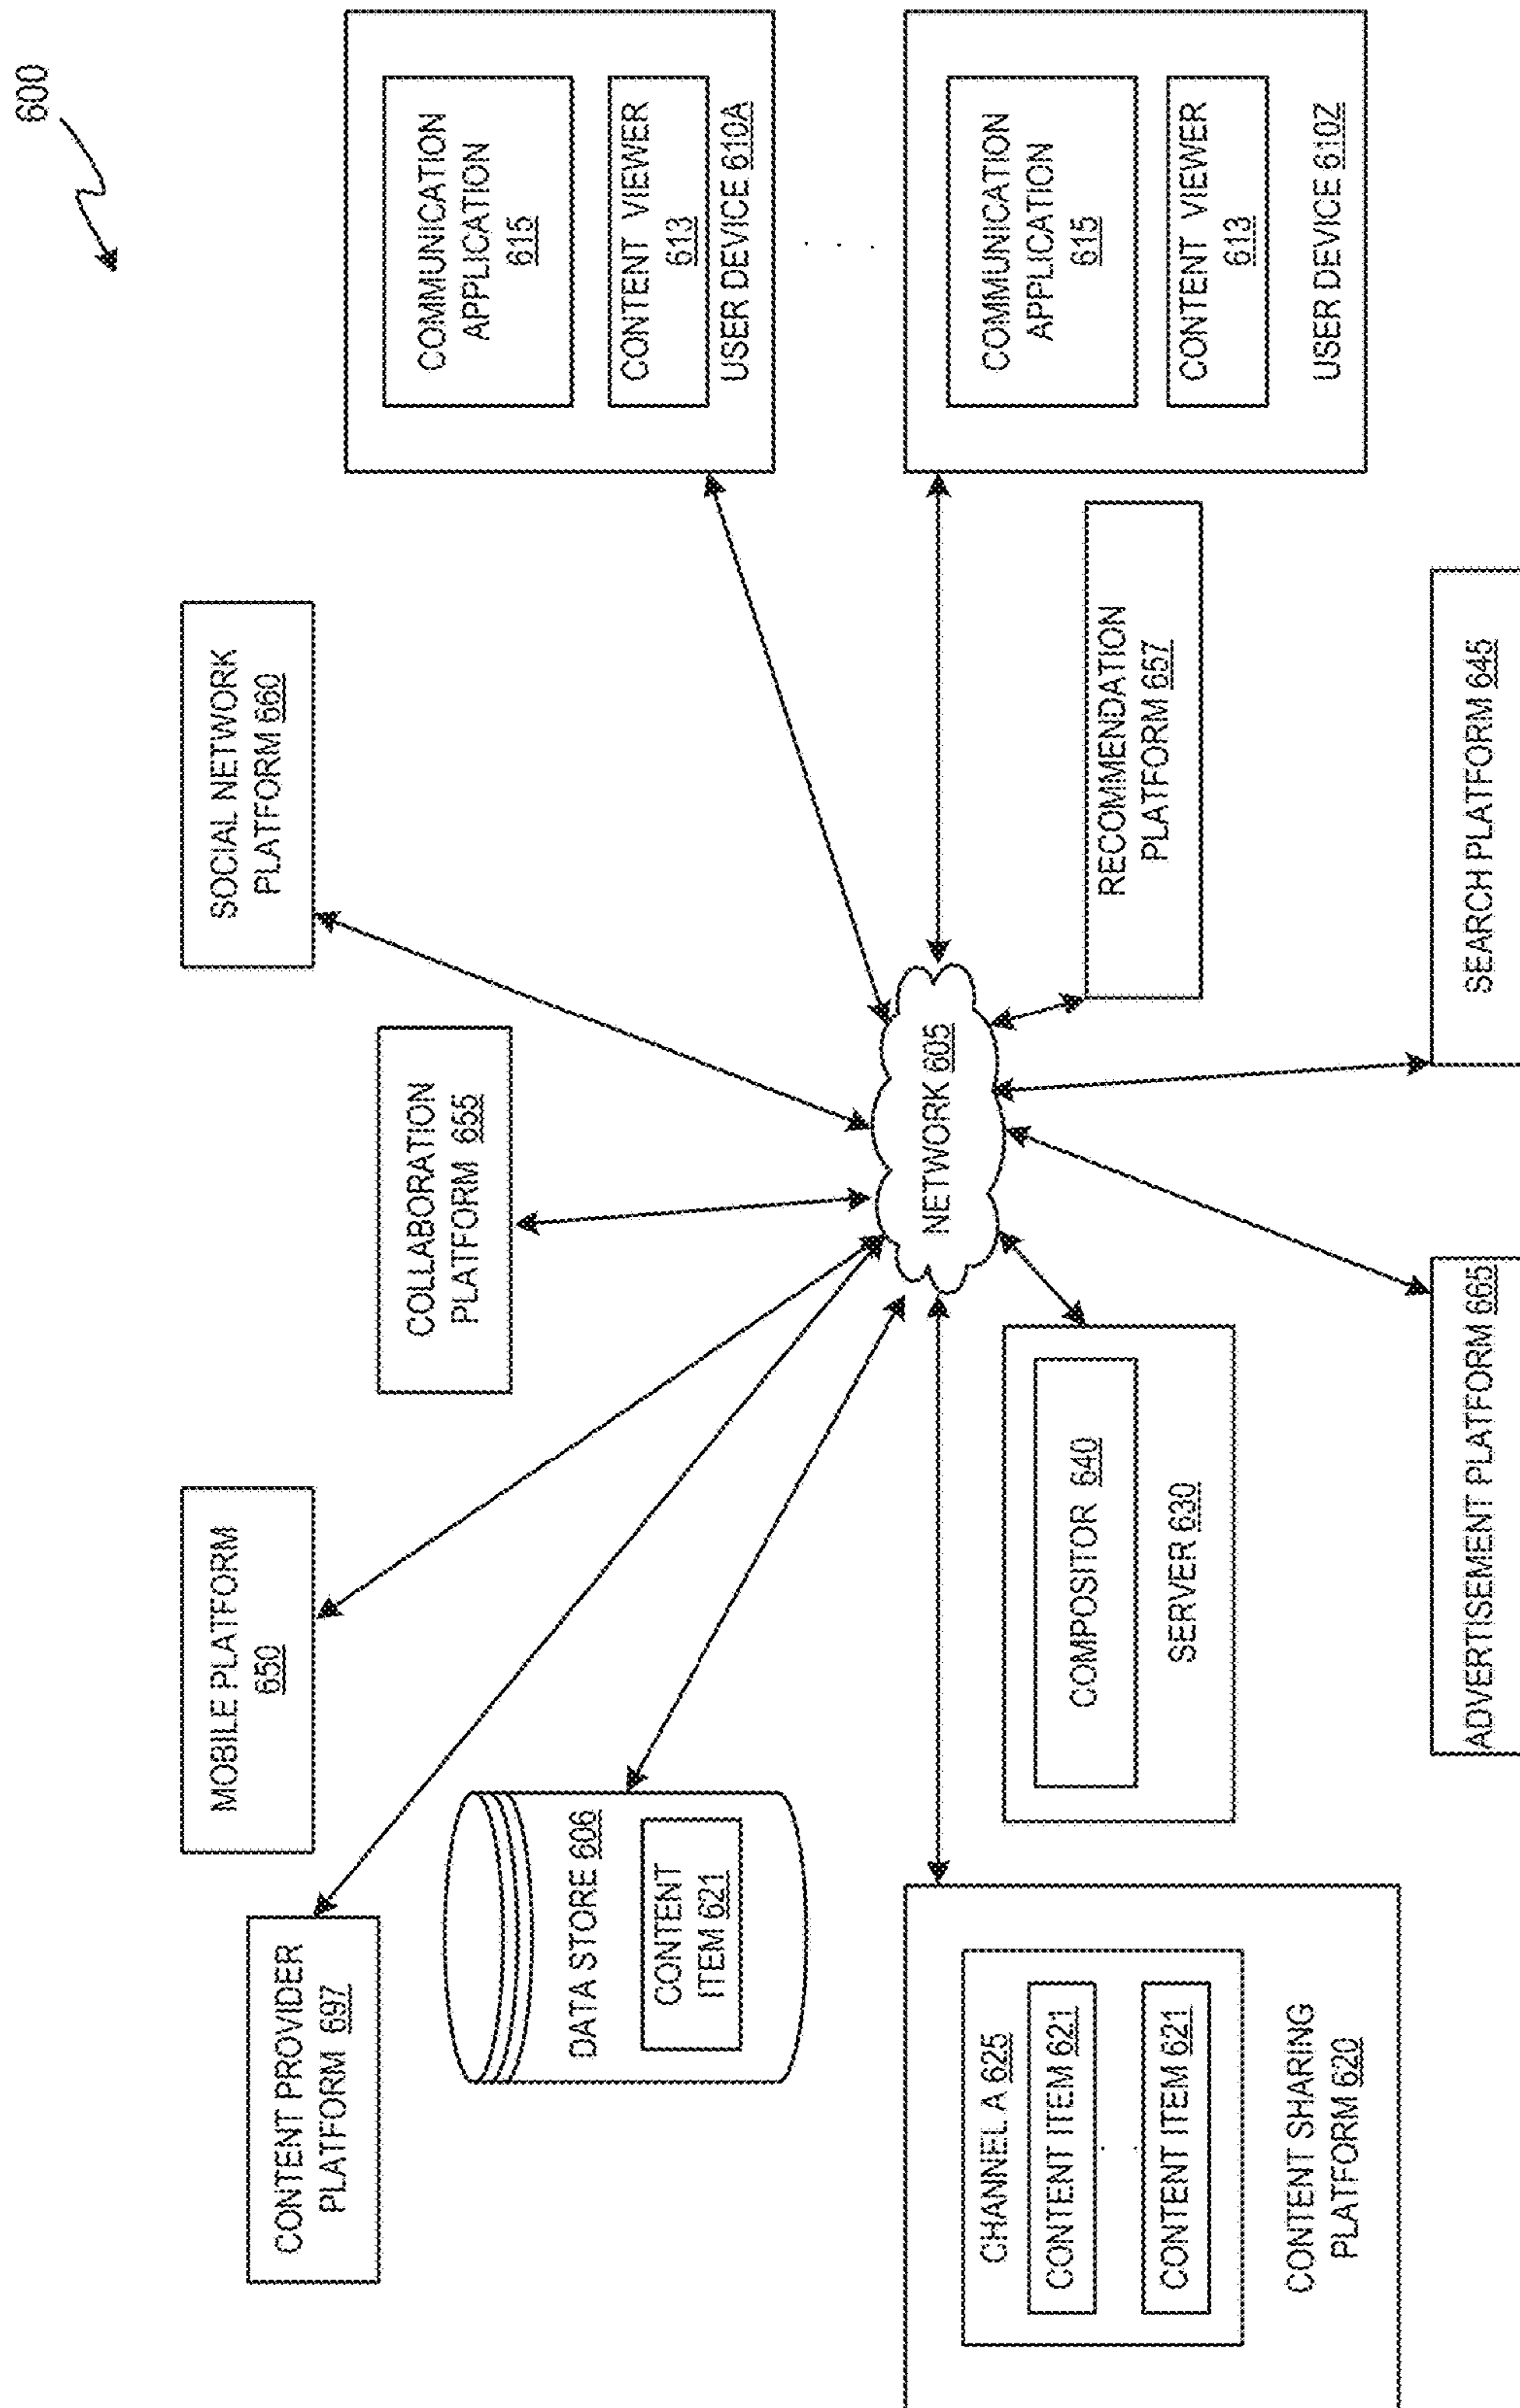 600
CONTENT PROVIDER
PLATFORM 697
MOBILE PLATFORM
650
SOCIAL NETWORK
PLATFORM 660
COLLABORATION
PLATFORM 655
DATA STORE 606
CONTENT
ITEM 621
COMMUNICATION
APPLICATION
615
CONTENT VIEWER
613
USER DEVICE 610A
NETWORK 605
CHANNEL A 625
CONTENT ITEM 621
CONTENT ITEM 621
CONTENT SHARING
PLATFORM 620
COMPOSITOR 640
SERVER 630
RECOMMENDATION
PLATFORM 657
COMMUNICATION
APPLICATION
615
CONTENT VIEWER
613
USER DEVICE 610Z
ADVERTISEMENT PLATFORM 665
SEARCH PLATFORM 645